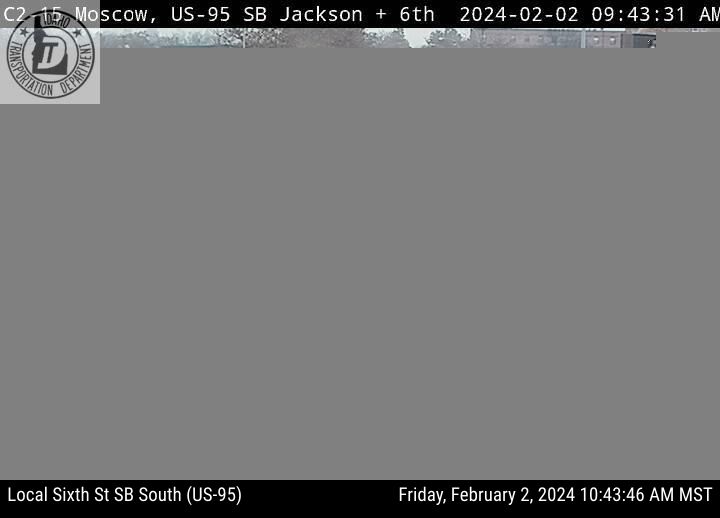 C2 15 Moscow, US-95 SB Jackson + 6th 2024-02-02 09:43:31 AM
IDAHO
TRANSPORTATION DEPARTMENT
Local Sixth St SB South (US-95)
Friday, February 2, 2024 10:43:46 AM MST